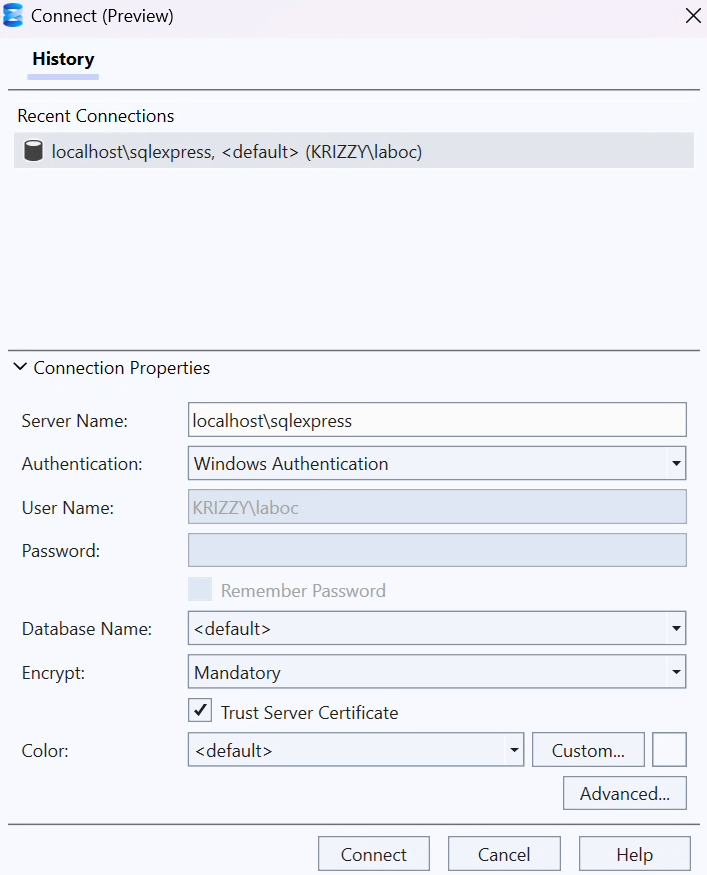 Connect (Preview)
History
Recent Connections
localhost\sqlexpress, <default> (KRIZZY\laboc)
Connection Properties
Server Name: localhost\sqlexpress
Authentication: Windows Authentication
User Name: KRIZZY\laboc
Password:
Remember Password
Database Name: <default>
Encrypt: Mandatory
Trust Server Certificate
Color: <default> Custom...
Advanced...
Connect Cancel Help